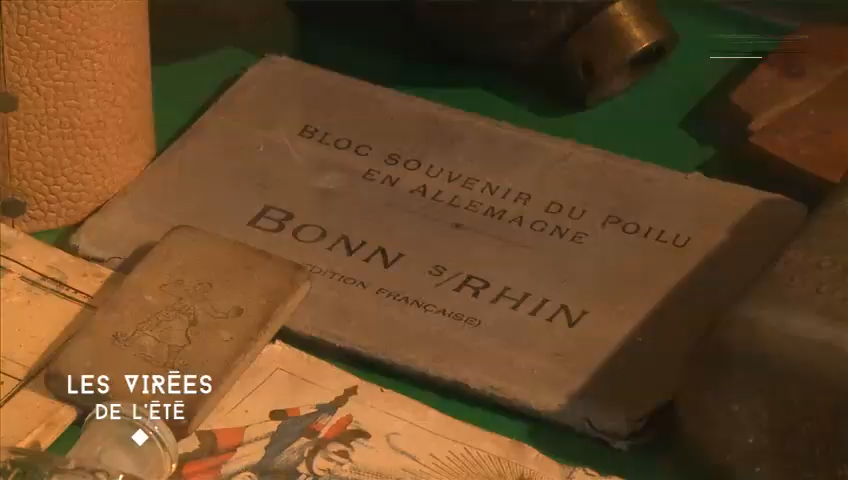 BLOC SOUVENIR DU POILU
EN ALLEMAGNE
BONN S/RHIN
ÉDITION FRANÇAISE)
LES VIRÉES
DE L'ÉTÉ